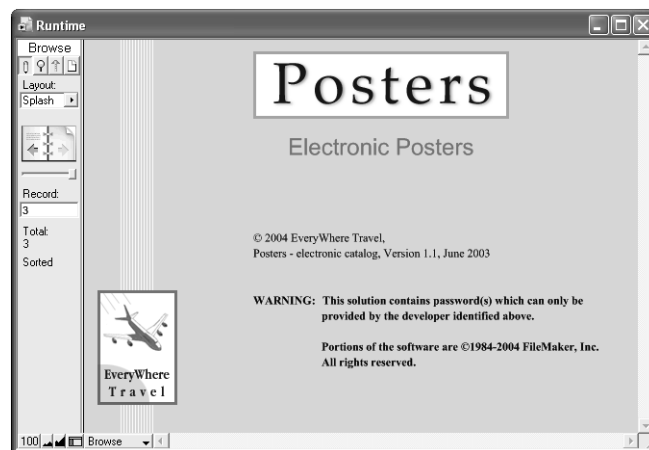 Runtime
Browse
Layout:
Splash
Record:
3
Total:
3
Sorted
Posters
Electronic Posters
© 2004 EveryWhere Travel,
Posters - electronic catalog, Version 1.1, June 2003
WARNING: This solution contains password(s) which can only be
provided by the developer identified above.
Portions of the software are ©1984-2004 FileMaker, Inc.
All rights reserved.
EveryWhere
Travel
100 Browse